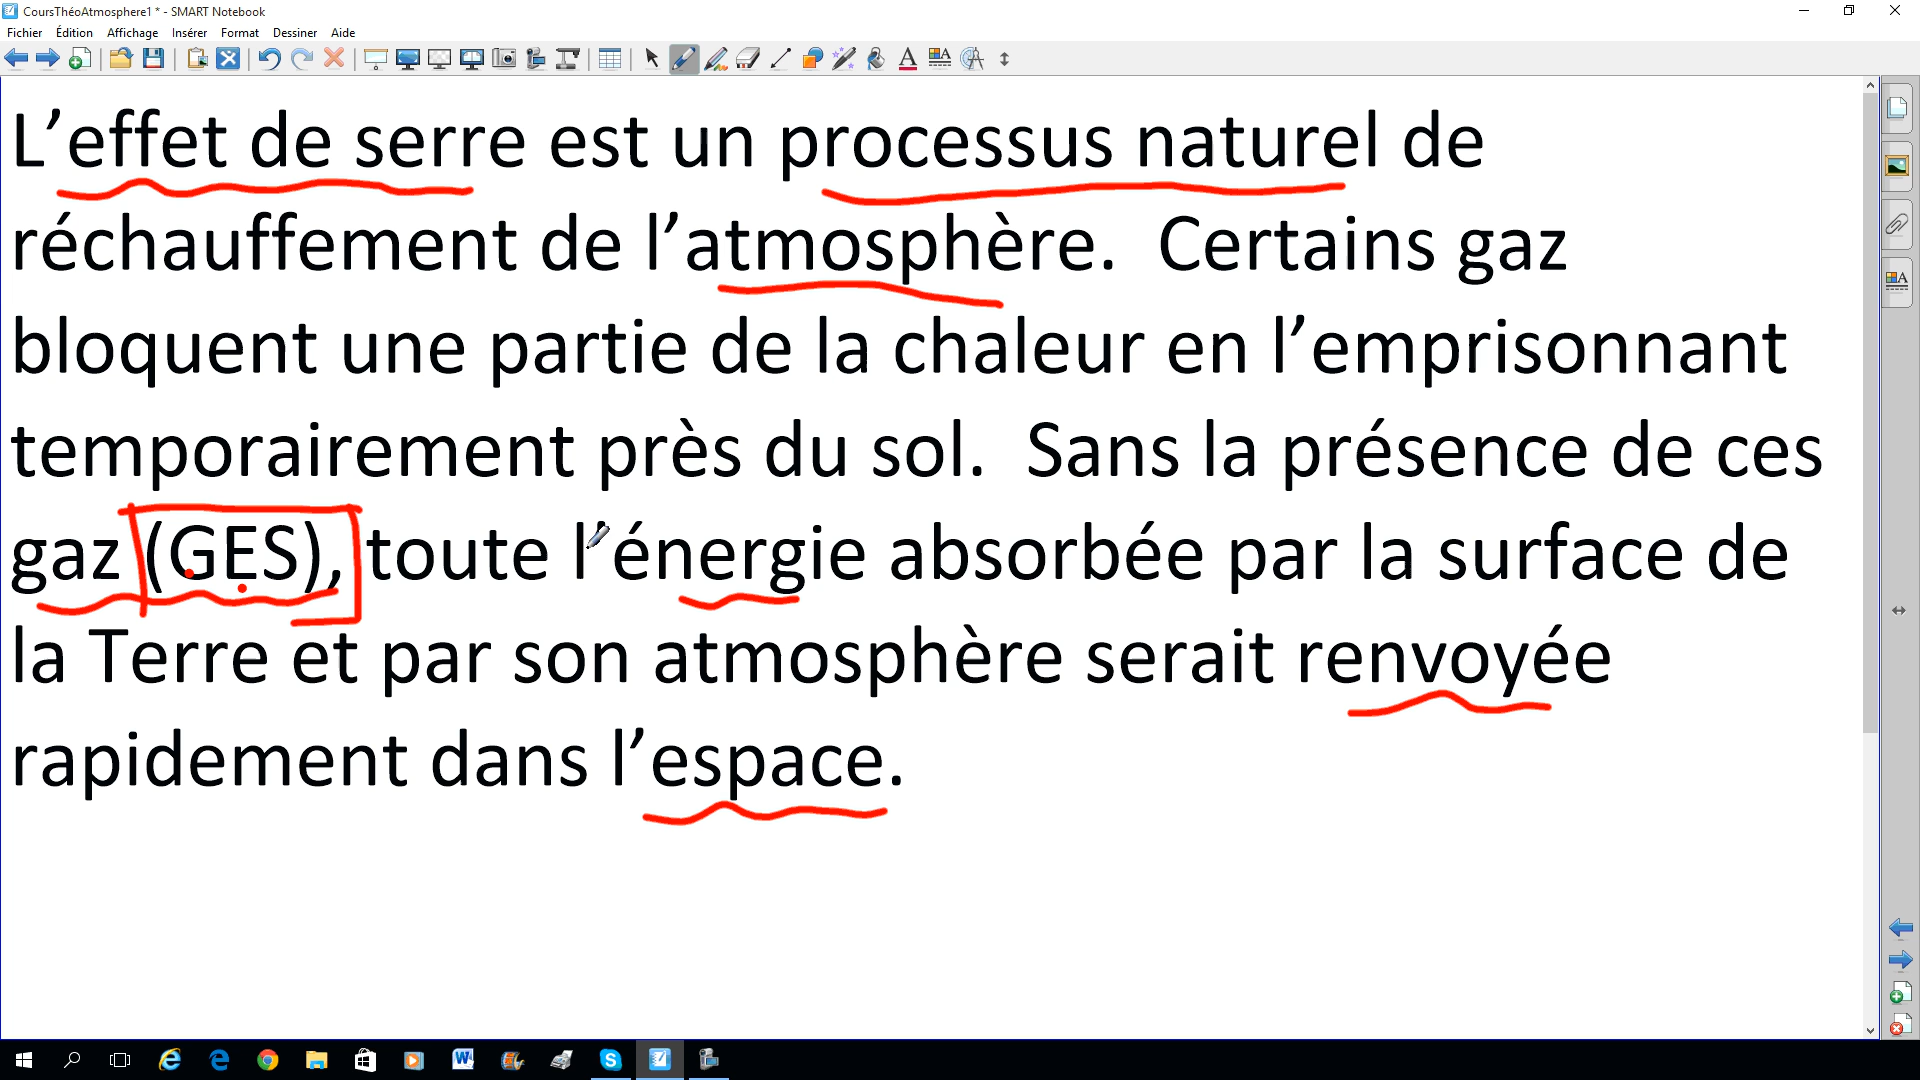 CoursThéoAtmosphere1 * - SMART Notebook
Fichier Édition Affichage Insérer Format Dessiner Aide
L’effet de serre est un processus naturel de
réchauffement de l’atmosphère. Certains gaz
bloquent une partie de la chaleur en l’emprisonnant
temporairement près du sol. Sans la présence de ces
gaz (GES), toute l’énergie absorbée par la surface de
la Terre et par son atmosphère serait renvoyée
rapidement dans l’espace.